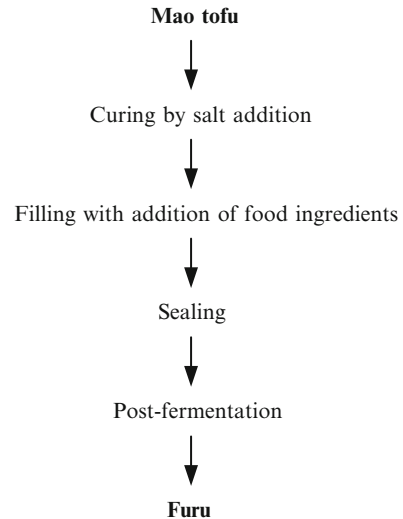 Mao tofu
Curing by salt addition
Filling with addition of food ingredients
Sealing
Post-fermentation
Furu